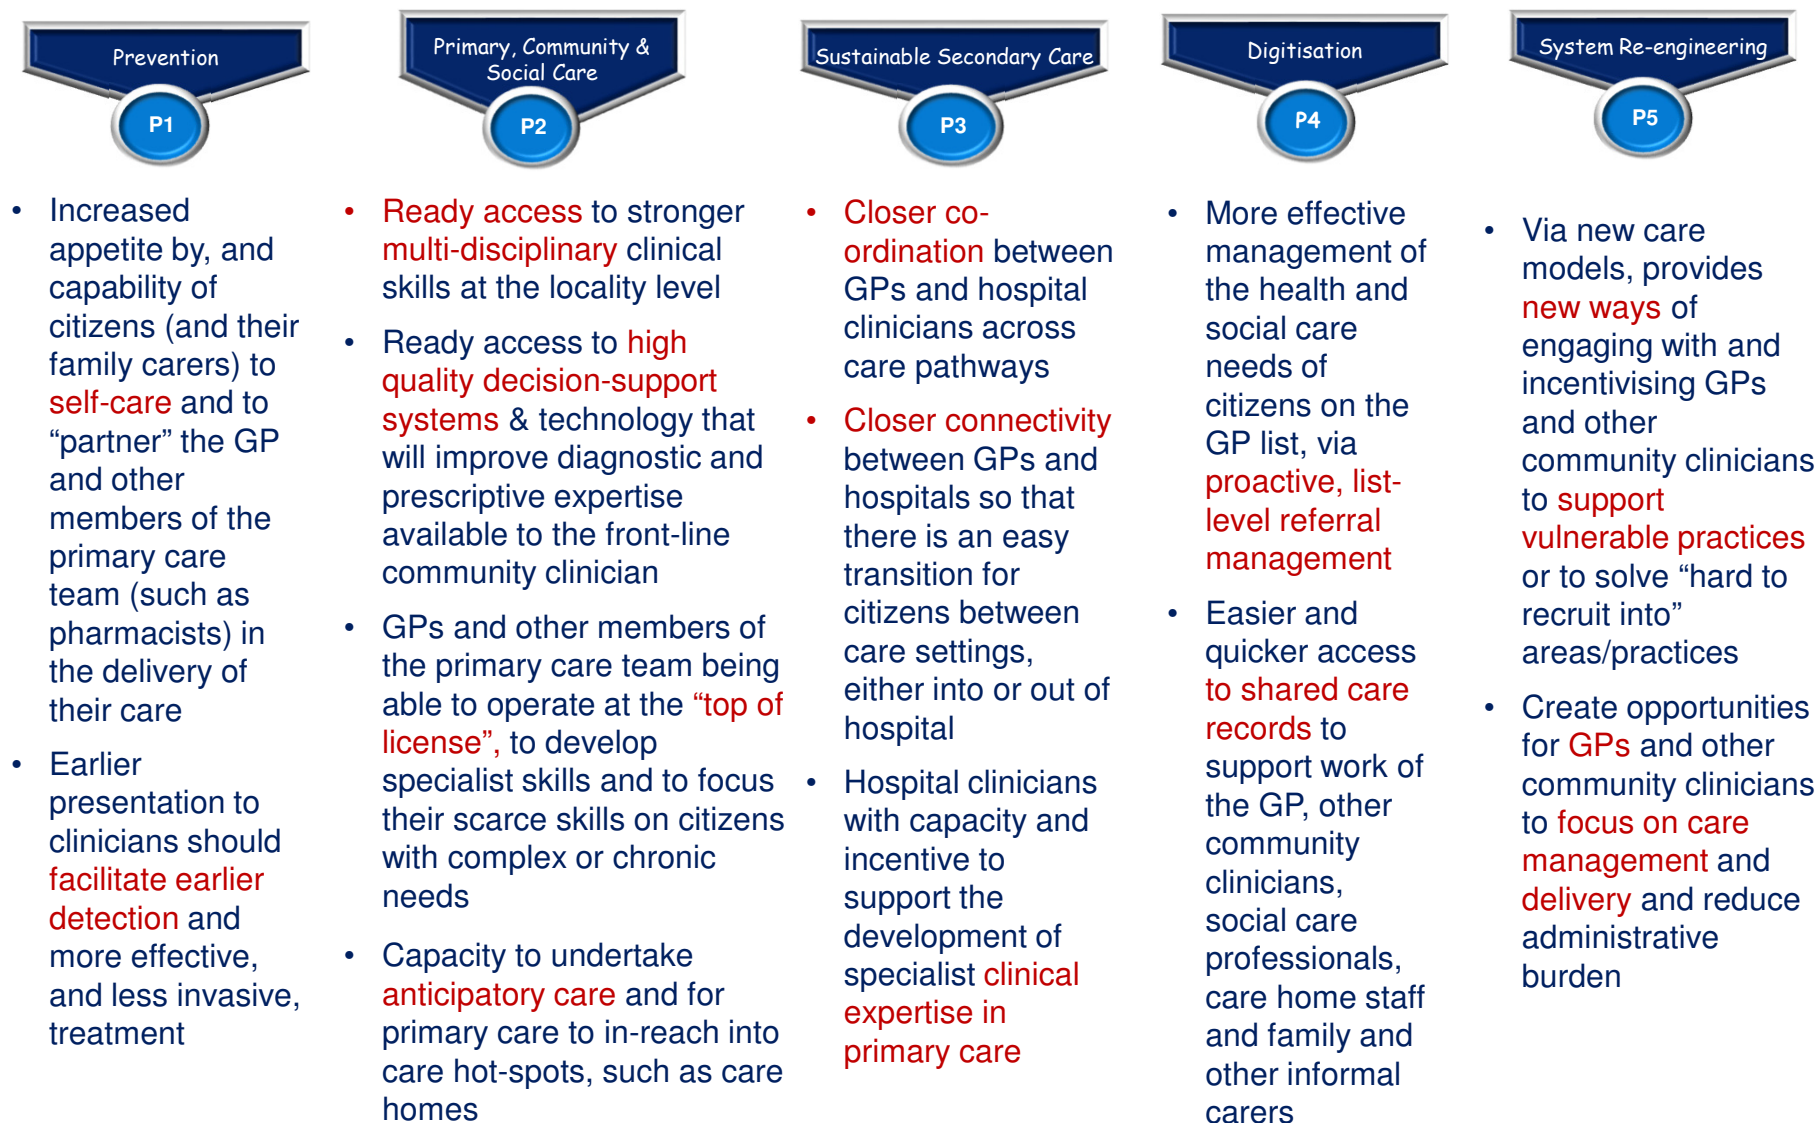 Prevention
P1
• Increased
appetite by, and
capability of
citizens (and their
family carers) to
self-care and to
“partner” the GP
and other
members of the
primary care
team (such as
pharmacists) in
the delivery of
their care
• Earlier
presentation to
clinicians should
facilitate earlier
detection and
more effective,
and less invasive,
treatment
Primary, Community &
Social Care
P2
• Ready access to stronger
multi-disciplinary clinical
skills at the locality level
• Ready access to high
quality decision-support
systems & technology that
will improve diagnostic and
prescriptive expertise
available to the front-line
community clinician
• GPs and other members of
the primary care team being
able to operate at the “top of
license”, to develop
specialist skills and to focus
their scarce skills on citizens
with complex or chronic
needs
• Capacity to undertake
anticipatory care and for
primary care to in-reach into
care hot-spots, such as care
homes
Sustainable Secondary Care
P3
• Closer co-
ordination between
GPs and hospital
clinicians across
care pathways
• Closer connectivity
between GPs and
hospitals so that
there is an easy
transition for
citizens between
care settings,
either into or out of
hospital
• Hospital clinicians
with capacity and
incentive to
support the
development of
specialist clinical
expertise in
primary care
Digitisation
P4
• More effective
management of
the health and
social care
needs of
citizens on the
GP list, via
proactive, list-
level referral
management
• Easier and
quicker access
to shared care
records to
support work of
the GP, other
community
clinicians,
social care
professionals,
care home staff
and family and
other informal
carers
System Re-engineering
P5
• Via new care
models, provides
new ways of
engaging with and
incentivising GPs
and other
community clinicians
to support
vulnerable practices
or to solve “hard to
recruit into”
areas/practices
• Create opportunities
for GPs and other
community clinicians
to focus on care
management and
delivery and reduce
administrative
burden